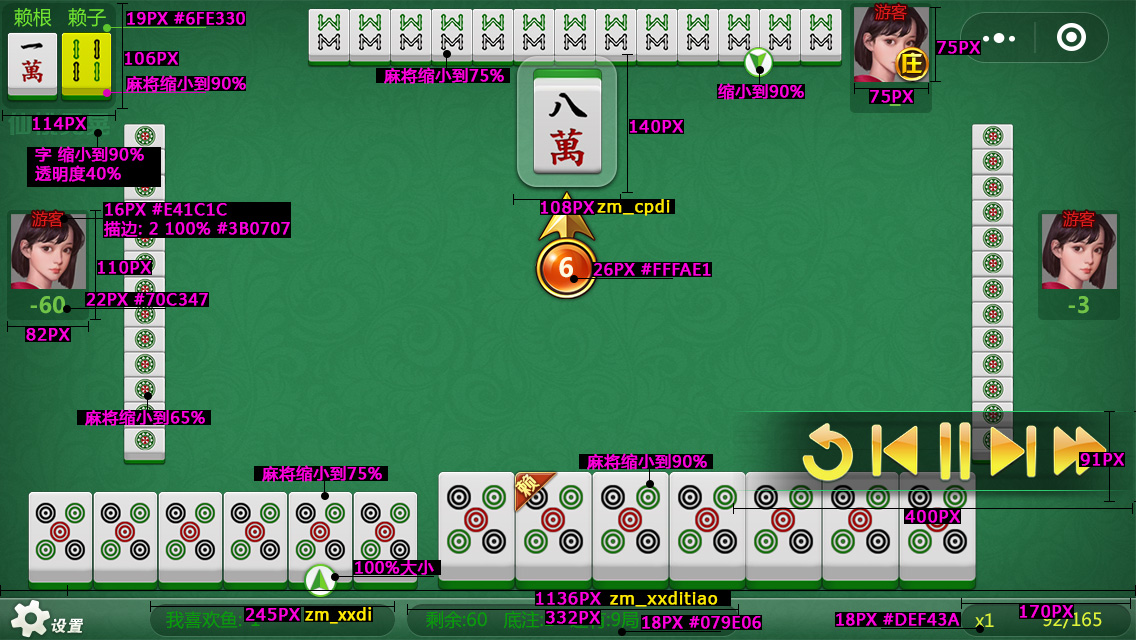 赖根 赖子
19PX #6FE330
一萬
106PX
麻将缩小到90%
114PX
字 缩小到90%
透明度40%
麻将缩小到75%
缩小到90%
游客
庄
75PX
75PX
八萬
140PX
108PX zm_cpdi
6
26PX #FFFAE1
游客
16PX #E41C1C
描边: 2 100% #3B0707
110PX
-60
22PX #70C347
82PX
游客
-3
麻将缩小到65%
91PX
400PX
麻将缩小到75%
麻将缩小到90%
赖
100%大小
1136PX zm_xxditiao
设置
我喜欢鱼:
245PX zm_xxdi
剩余:60 底注:
9局
332PX
18PX #079E06
18PX #DEF43A
x1
170PX
92/165